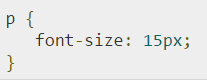 p {
   font-size: 15px;
}